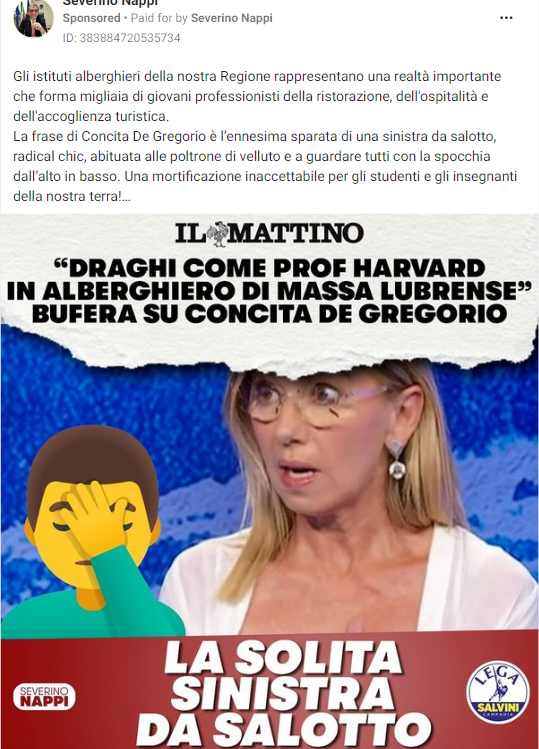 Severino Nappi
Sponsored • Paid for by Severino Nappi
ID: 383884720535734
Gli istituti alberghieri della nostra Regione rappresentano una realtà importante
che forma migliaia di giovani professionisti della ristorazione, dell'ospitalità e
dell'accoglienza turistica.
La frase di Concita De Gregorio è l'ennesima sparata di una sinistra da salotto,
radical chic, abituata alle poltrone di velluto e a guardare tutti con la spocchia
dall'alto in basso. Una mortificazione inaccettabile per gli studenti e gli insegnanti
della nostra terra!...
IL MATTINO
“DRAGHI COME PROF HARVARD
IN ALBERGHIERO DI MASSA LUBRENSE”
BUFERA SU CONCITA DE GREGORIO
LA SOLITA
SINISTRA
DA SALOTTO
SEVERINO
NAPPI
LEGA
SALVINI
CAMPANIA